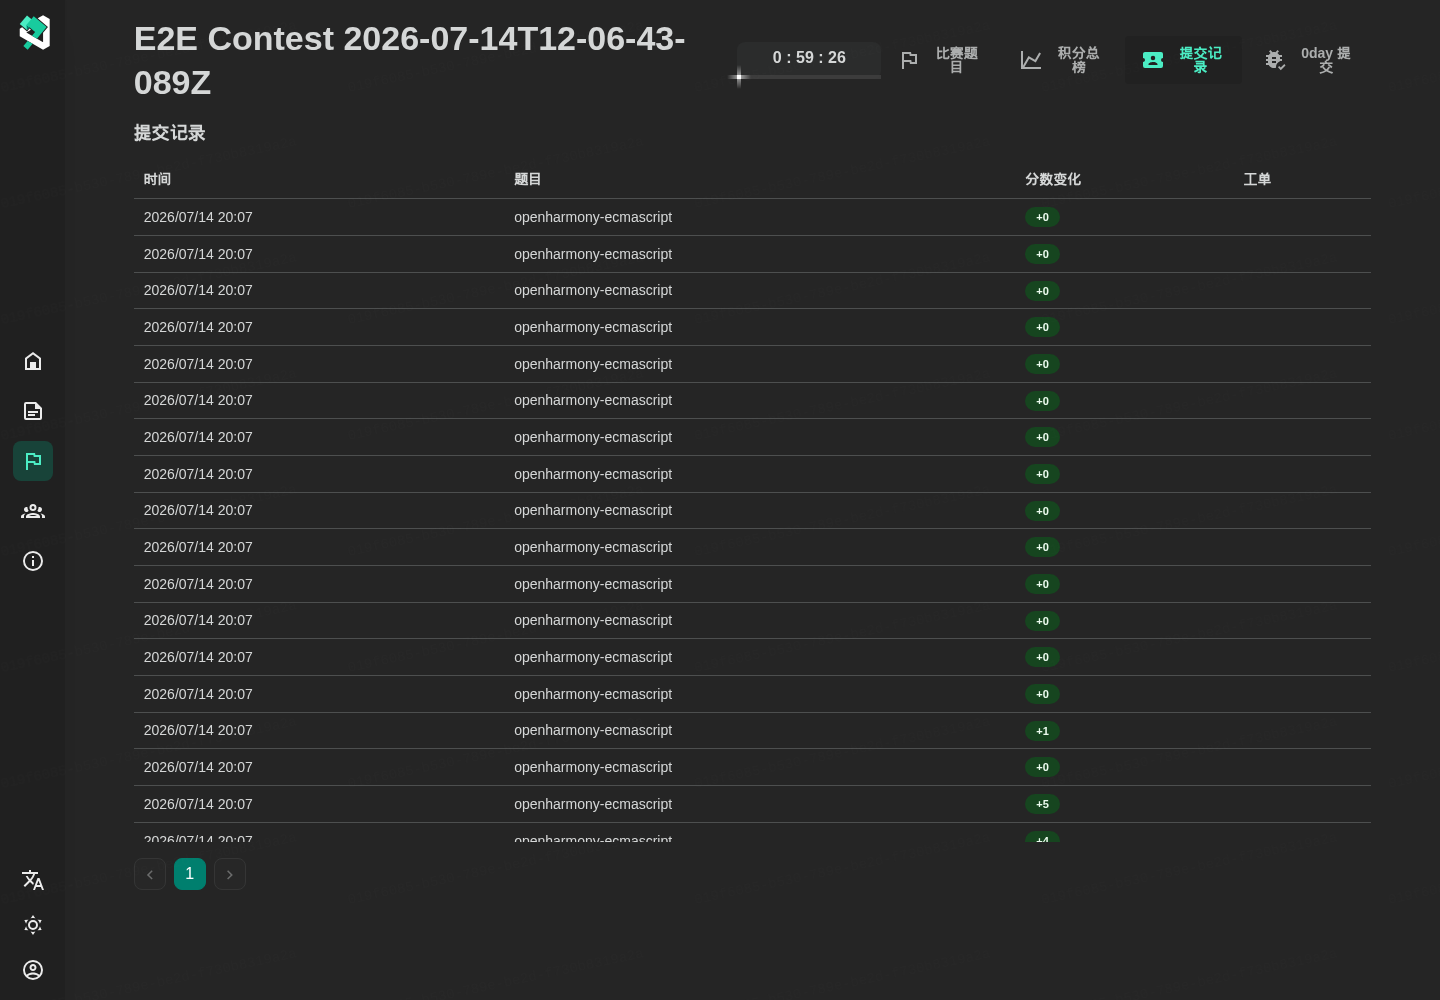 E2E Contest 2026-07-14T12-06-43-
089Z
0 : 59 : 26
比赛题
目
积分总
榜
提交记
录
0day 提
交
提交记录
时间 题目 分数变化 工单
2026/07/14 20:07 openharmony-ecmascript +0
2026/07/14 20:07 openharmony-ecmascript +0
2026/07/14 20:07 openharmony-ecmascript +0
2026/07/14 20:07 openharmony-ecmascript +0
2026/07/14 20:07 openharmony-ecmascript +0
2026/07/14 20:07 openharmony-ecmascript +0
2026/07/14 20:07 openharmony-ecmascript +0
2026/07/14 20:07 openharmony-ecmascript +0
2026/07/14 20:07 openharmony-ecmascript +0
2026/07/14 20:07 openharmony-ecmascript +0
2026/07/14 20:07 openharmony-ecmascript +0
2026/07/14 20:07 openharmony-ecmascript +0
2026/07/14 20:07 openharmony-ecmascript +0
2026/07/14 20:07 openharmony-ecmascript +0
2026/07/14 20:07 openharmony-ecmascript +1
2026/07/14 20:07 openharmony-ecmascript +0
2026/07/14 20:07 openharmony-ecmascript +5
2026/07/14 20:07 openharmony-ecmascript +4
1